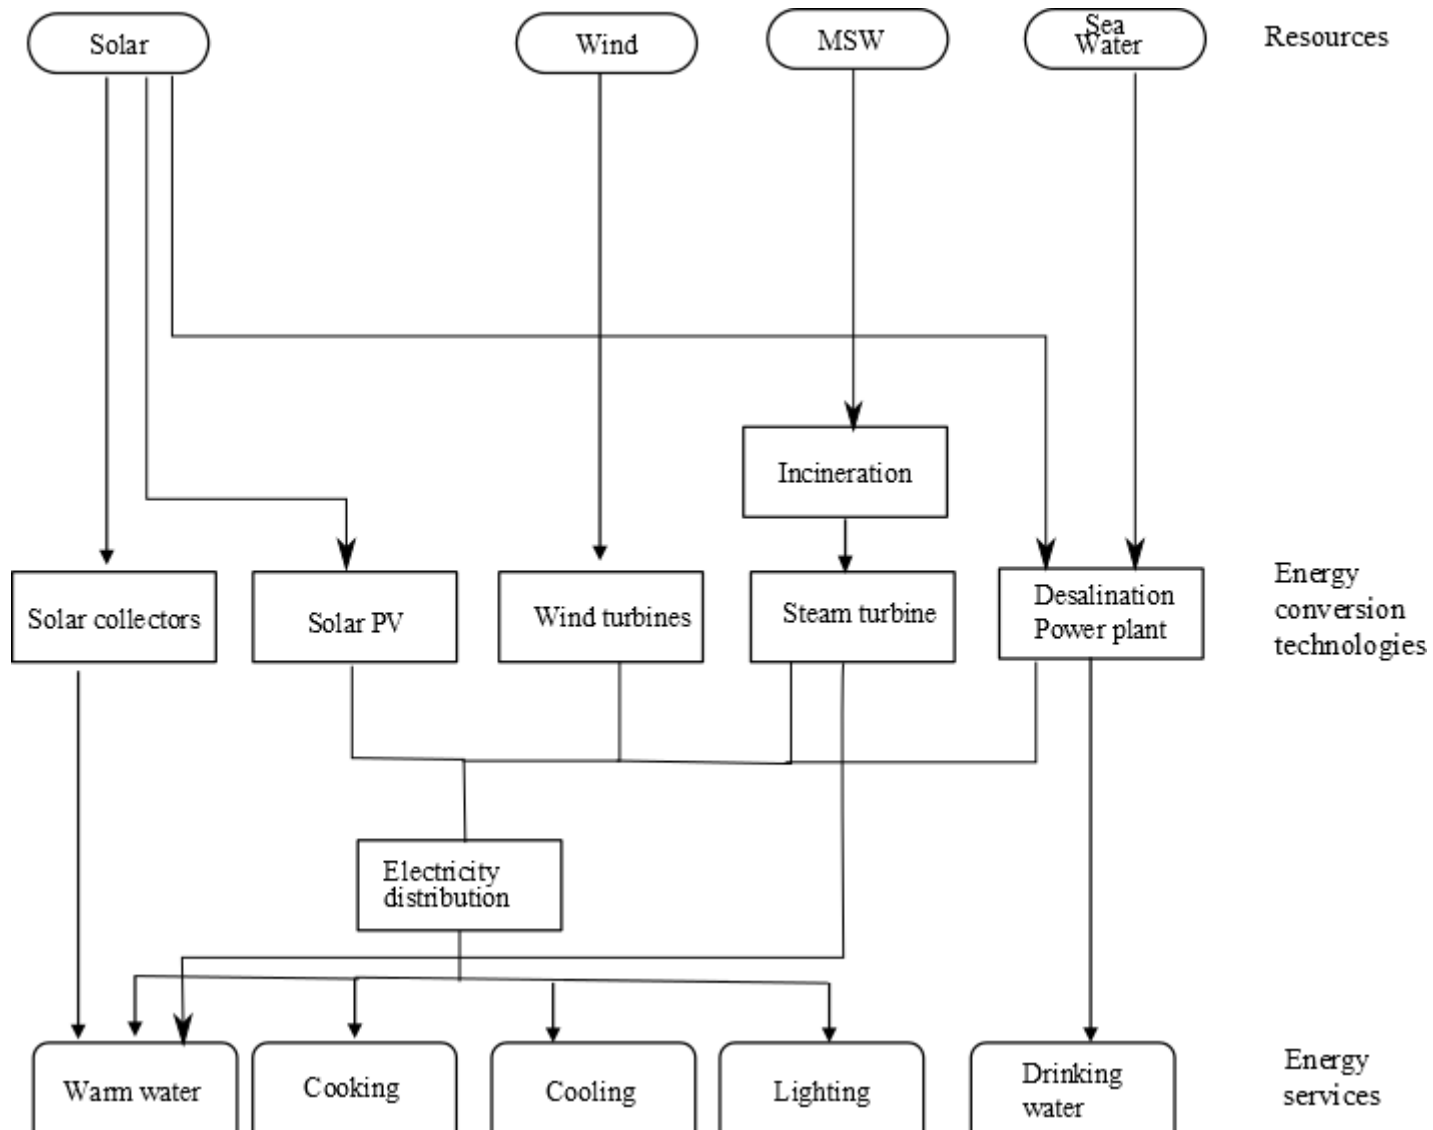 Solar
Wind
MSW
Sea
Water
Resources
Incineration
Solar collectors
Solar PV
Wind turbines
Steam turbine
Desalination
Power plant
Energy
conversion
technologies
Electricity
distribution
Warm water
Cooking
Cooling
Lighting
Drinking
water
Energy
services